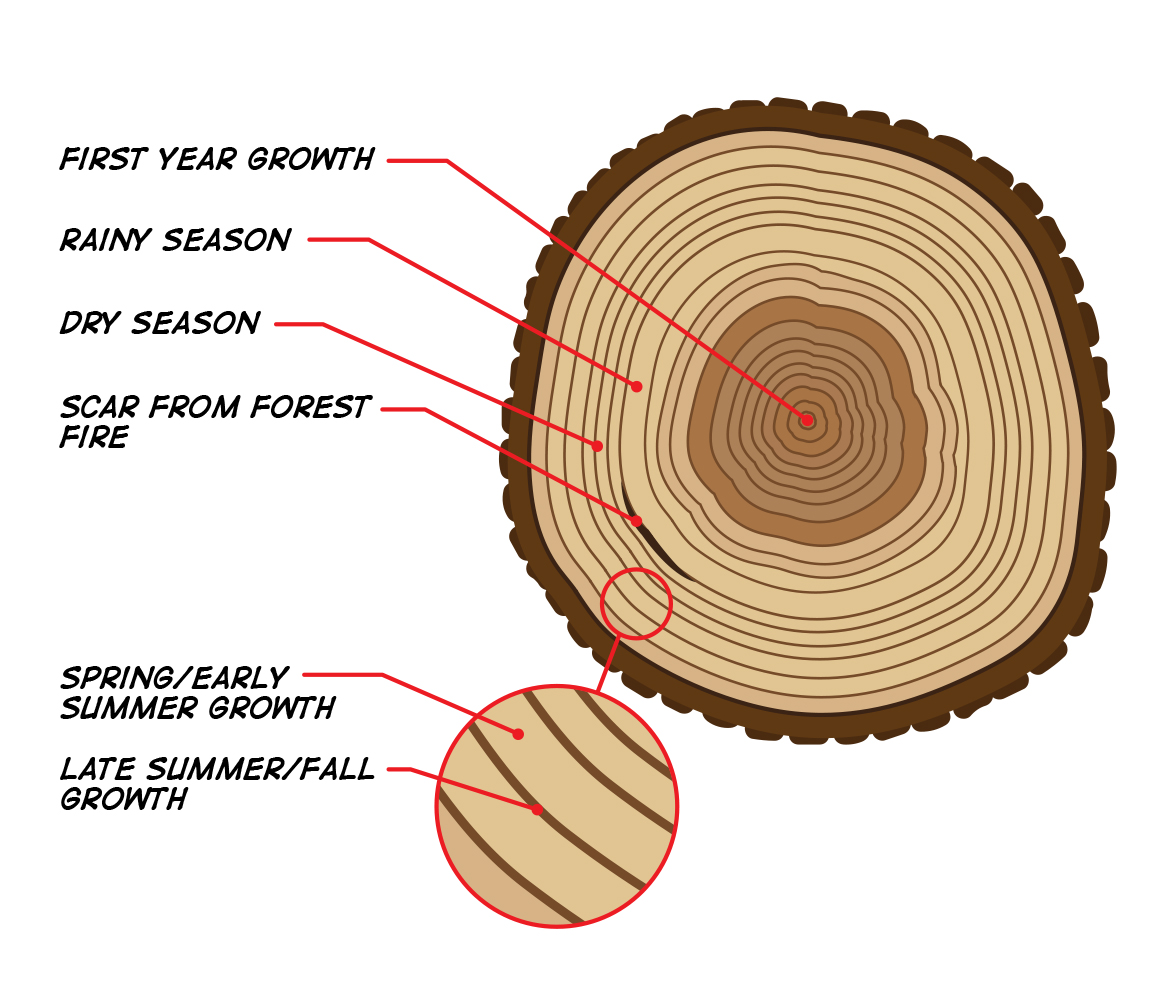 FIRST YEAR GROWTH
RAINY SEASON
DRY SEASON
SCAR FROM FOREST
FIRE
SPRING/EARLY
SUMMER GROWTH
LATE SUMMER/FALL
GROWTH